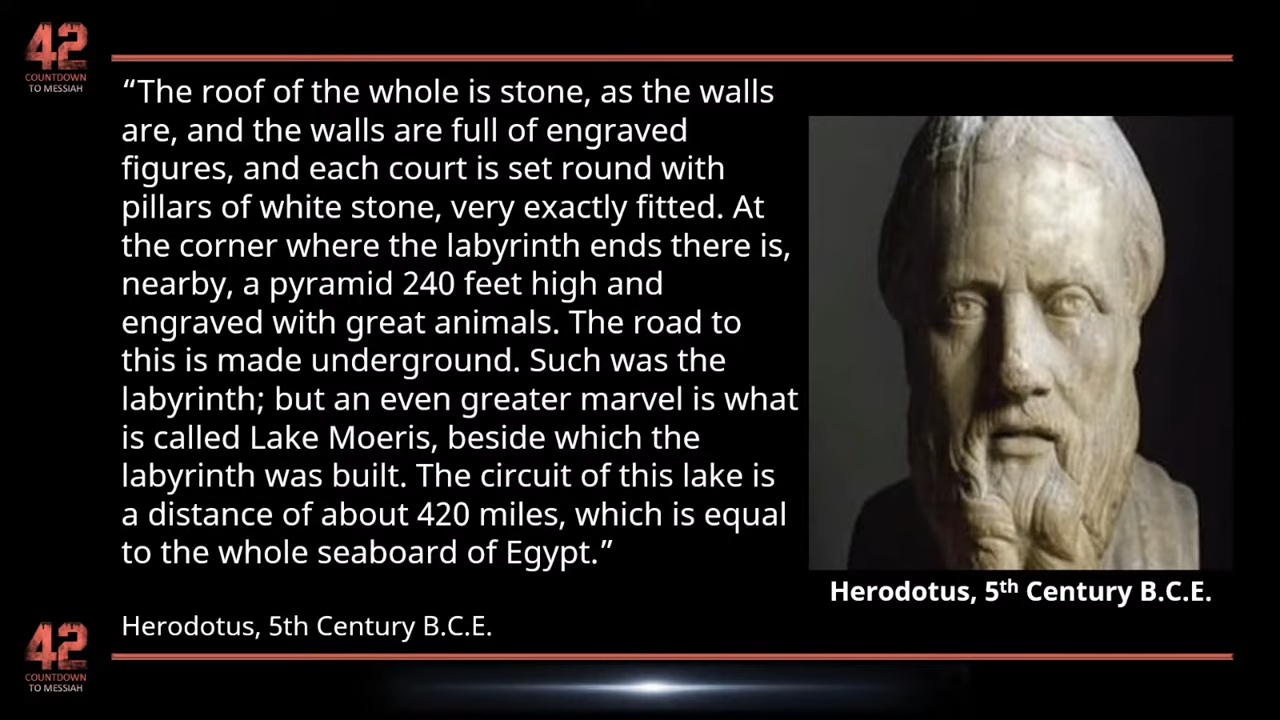 42
COUNTDOWN
TO MESSIAH
“The roof of the whole is stone, as the walls
are, and the walls are full of engraved
figures, and each court is set round with
pillars of white stone, very exactly fitted. At
the corner where the labyrinth ends there is,
nearby, a pyramid 240 feet high and
engraved with great animals. The road to
this is made underground. Such was the
labyrinth; but an even greater marvel is what
is called Lake Moeris, beside which the
labyrinth was built. The circuit of this lake is
a distance of about 420 miles, which is equal
to the whole seaboard of Egypt.”
Herodotus, 5th Century B.C.E.
Herodotus, 5th Century B.C.E.
42
COUNTDOWN
TO MESSIAH